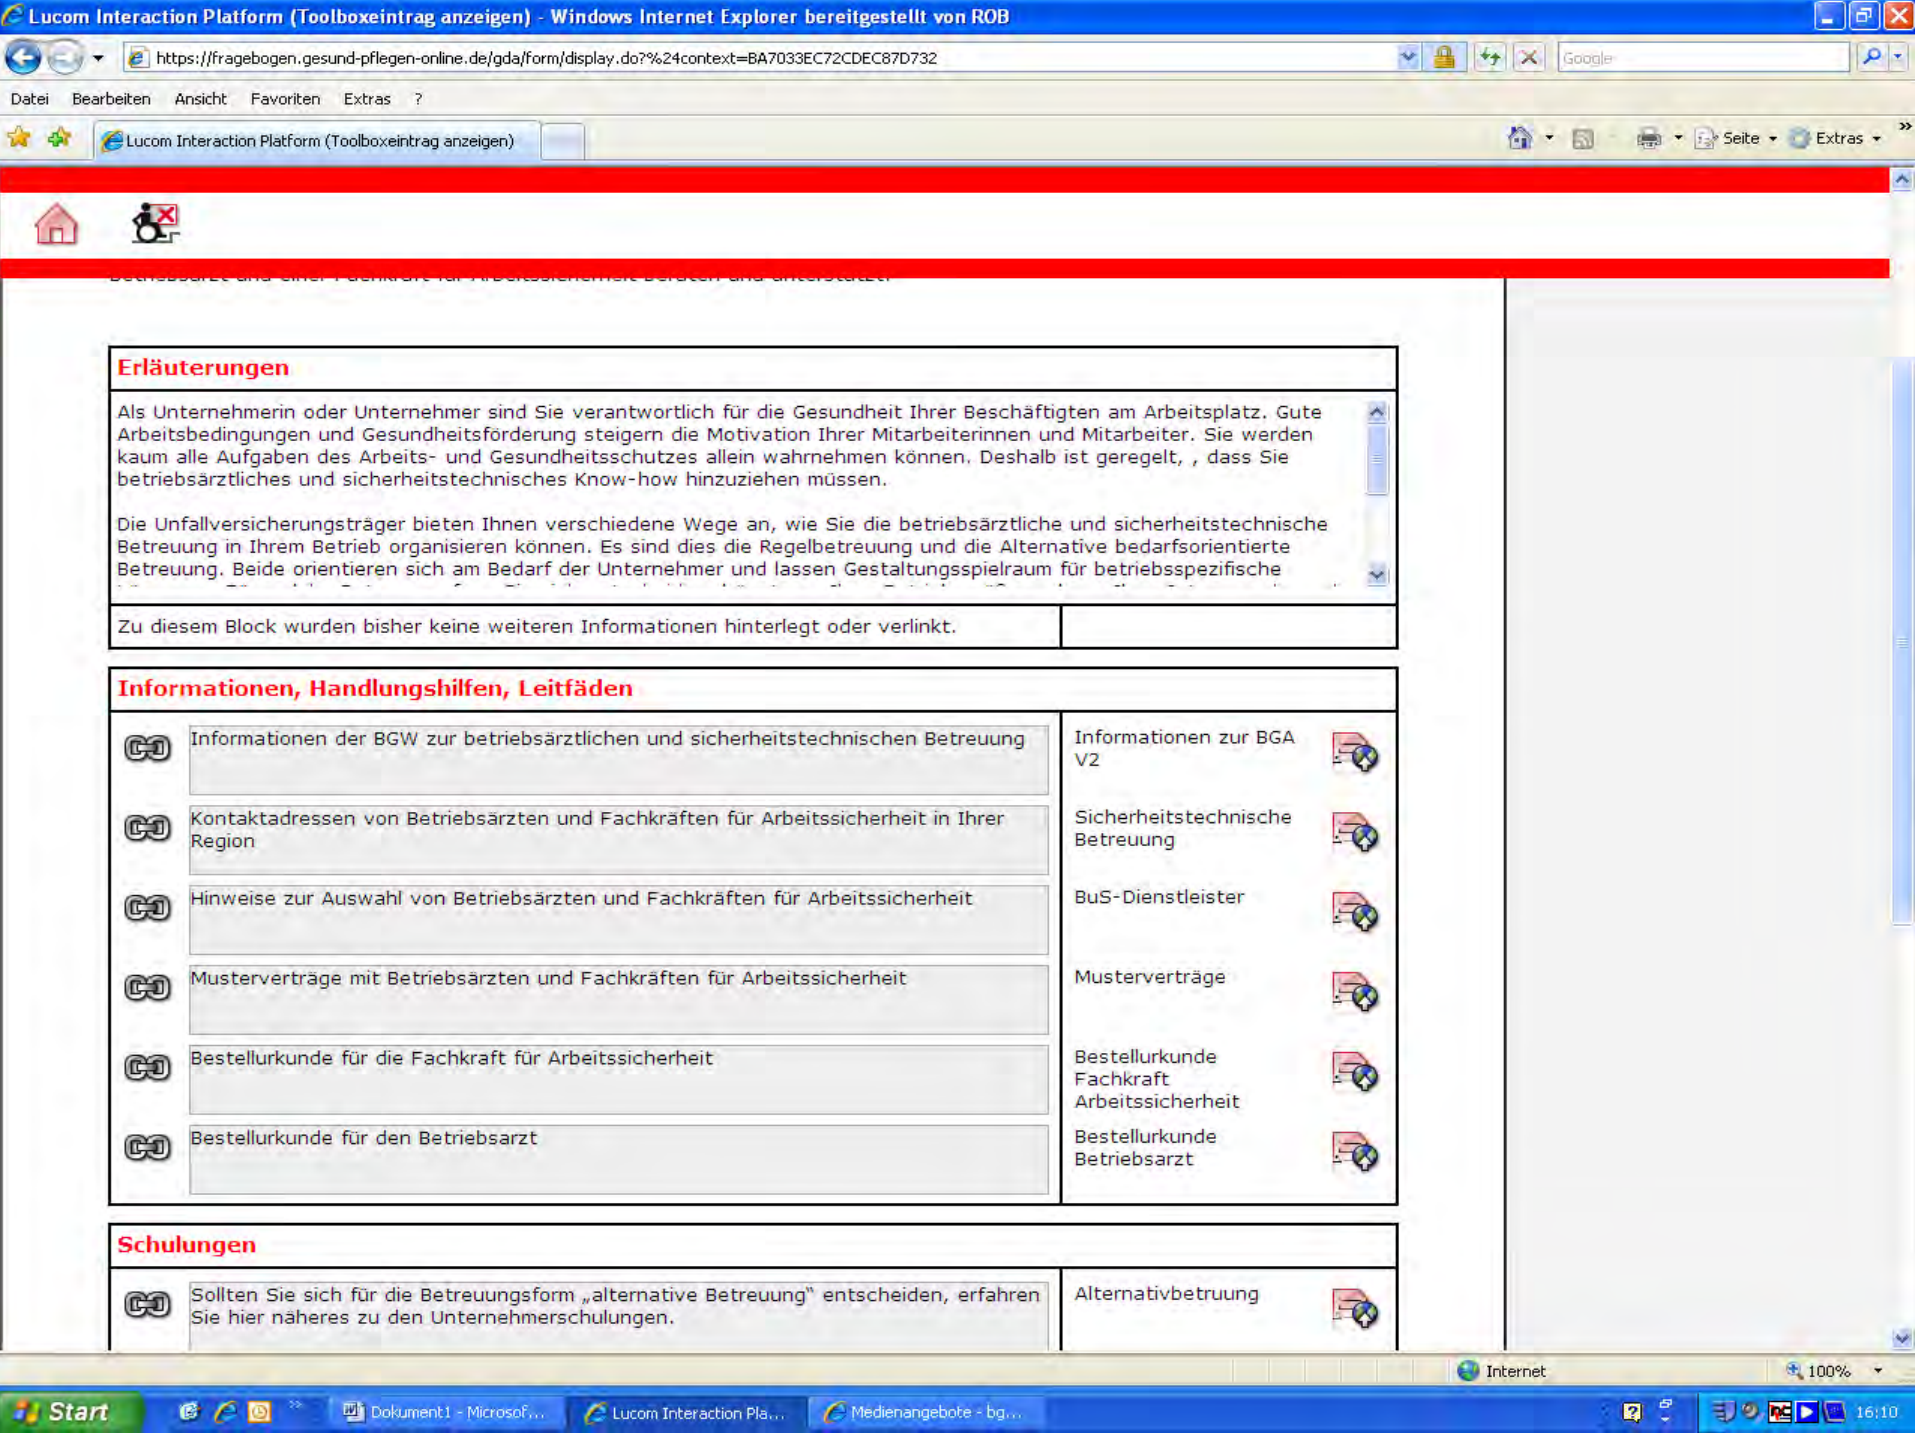 Lucom Interaction Platform (Toolboxeintrag anzeigen) - Windows Internet Explorer bereitgestellt von ROB
https://fragebogen.gesund-pflegen-online.de/gda/form/display.do?%24context=BA7033EC72CDEC87D732
Google
Datei Bearbeiten Ansicht Favoriten Extras ?
Lucom Interaction Platform (Toolboxeintrag anzeigen)
Seite Extras
Betriebsarzt und einer Fachkraft für Arbeitssicherheit beraten und unterstützt.
Erläuterungen
Als Unternehmerin oder Unternehmer sind Sie verantwortlich für die Gesundheit Ihrer Beschäftigten am Arbeitsplatz. Gute
Arbeitsbedingungen und Gesundheitsförderung steigern die Motivation Ihrer Mitarbeiterinnen und Mitarbeiter. Sie werden
kaum alle Aufgaben des Arbeits- und Gesundheitsschutzes allein wahrnehmen können. Deshalb ist geregelt, , dass Sie
betriebsärztliches und sicherheitstechnisches Know-how hinzuziehen müssen.
Die Unfallversicherungsträger bieten Ihnen verschiedene Wege an, wie Sie die betriebsärztliche und sicherheitstechnische
Betreuung in Ihrem Betrieb organisieren können. Es sind dies die Regelbetreuung und die Alternative bedarfsorientierte
Betreuung. Beide orientieren sich am Bedarf der Unternehmer und lassen Gestaltungsspielraum für betriebsspezifische
Zu diesem Block wurden bisher keine weiteren Informationen hinterlegt oder verlinkt.
Informationen, Handlungshilfen, Leitfäden
Informationen der BGW zur betriebsärztlichen und sicherheitstechnischen Betreuung
Informationen zur BGA
V2
Kontaktadressen von Betriebsärzten und Fachkräften für Arbeitssicherheit in Ihrer
Region
Sicherheitstechnische
Betreuung
Hinweise zur Auswahl von Betriebsärzten und Fachkräften für Arbeitssicherheit
BuS-Dienstleister
Musterverträge mit Betriebsärzten und Fachkräften für Arbeitssicherheit
Musterverträge
Bestellurkunde für die Fachkraft für Arbeitssicherheit
Bestellurkunde
Fachkraft
Arbeitssicherheit
Bestellurkunde für den Betriebsarzt
Bestellurkunde
Betriebsarzt
Schulungen
Sollten Sie sich für die Betreuungsform „alternative Betreuung“ entscheiden, erfahren
Sie hier näheres zu den Unternehmerschulungen.
Alternativbetruung
Internet
100%
Start
Dokument1 - Microsof...
Lucom Interaction Pla...
Medienangebote - bg...
16:10